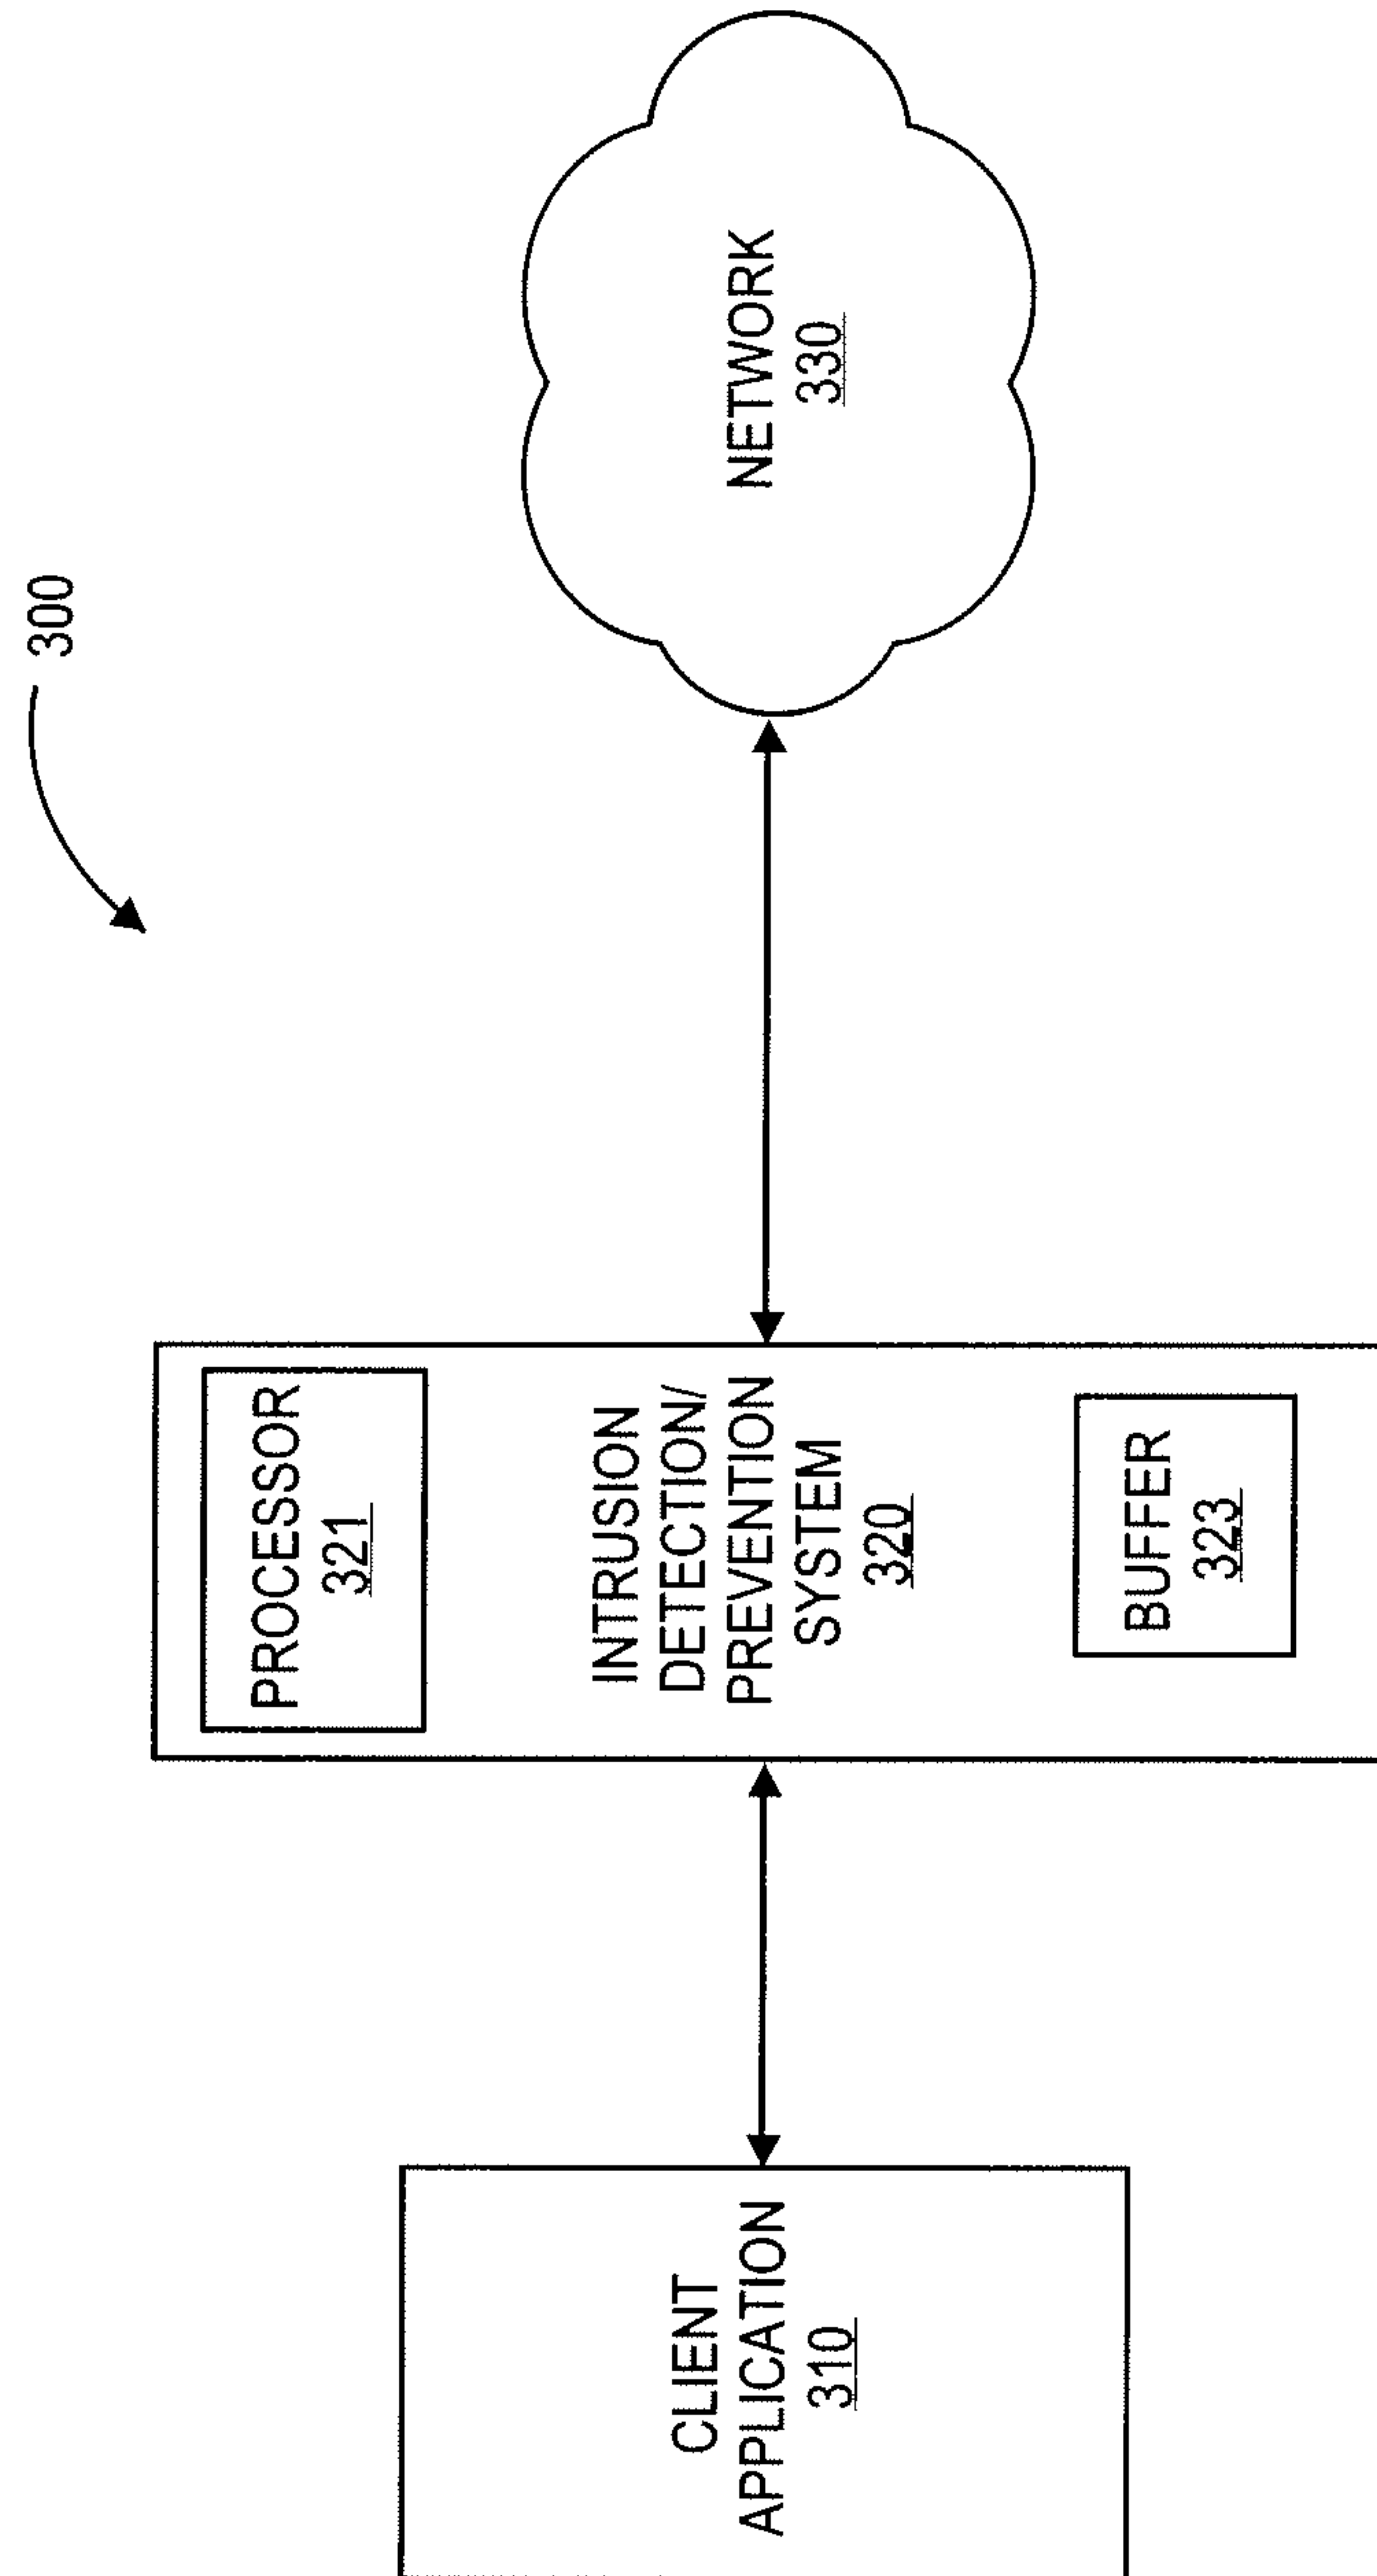 300
CLIENT
APPLICATION
310
PROCESSOR
321
INTRUSION
DETECTION/
PREVENTION
SYSTEM
320
BUFFER
323
NETWORK
330